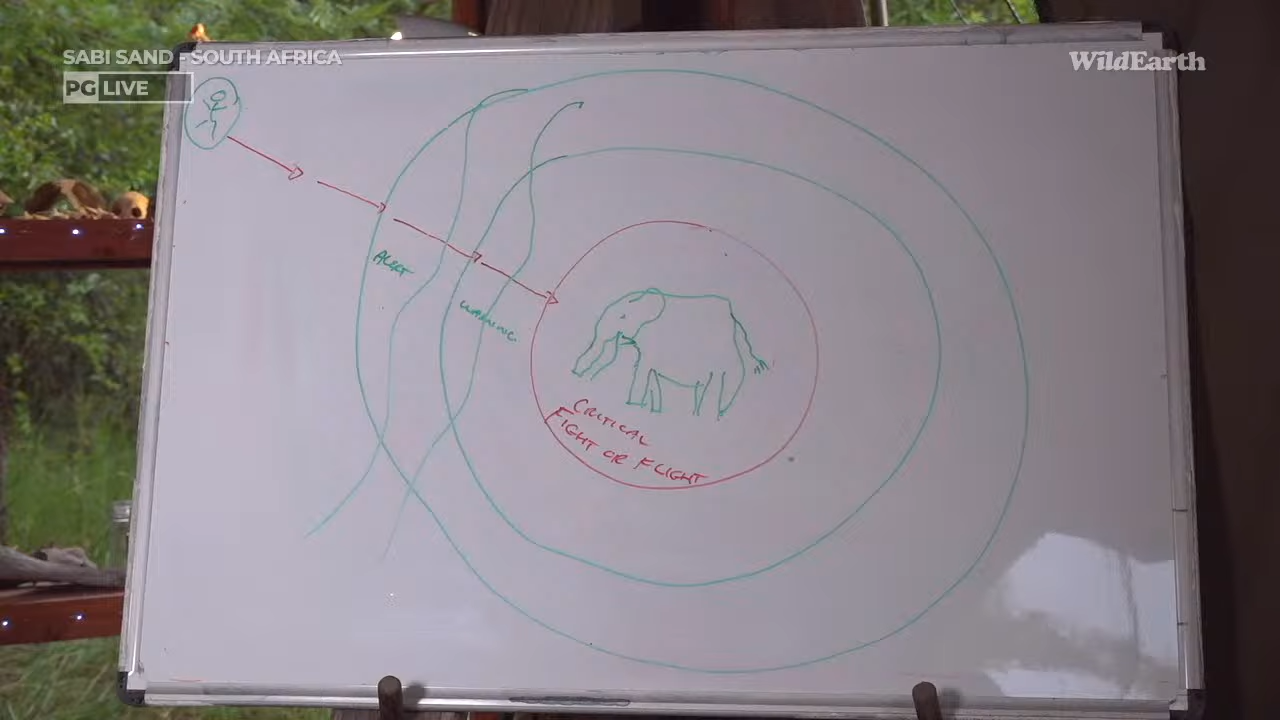 SABI SAND - SOUTH AFRICA
PG LIVE
WildEarth
ALERT
WARNING
CRITICAL
FIGHT OR FLIGHT